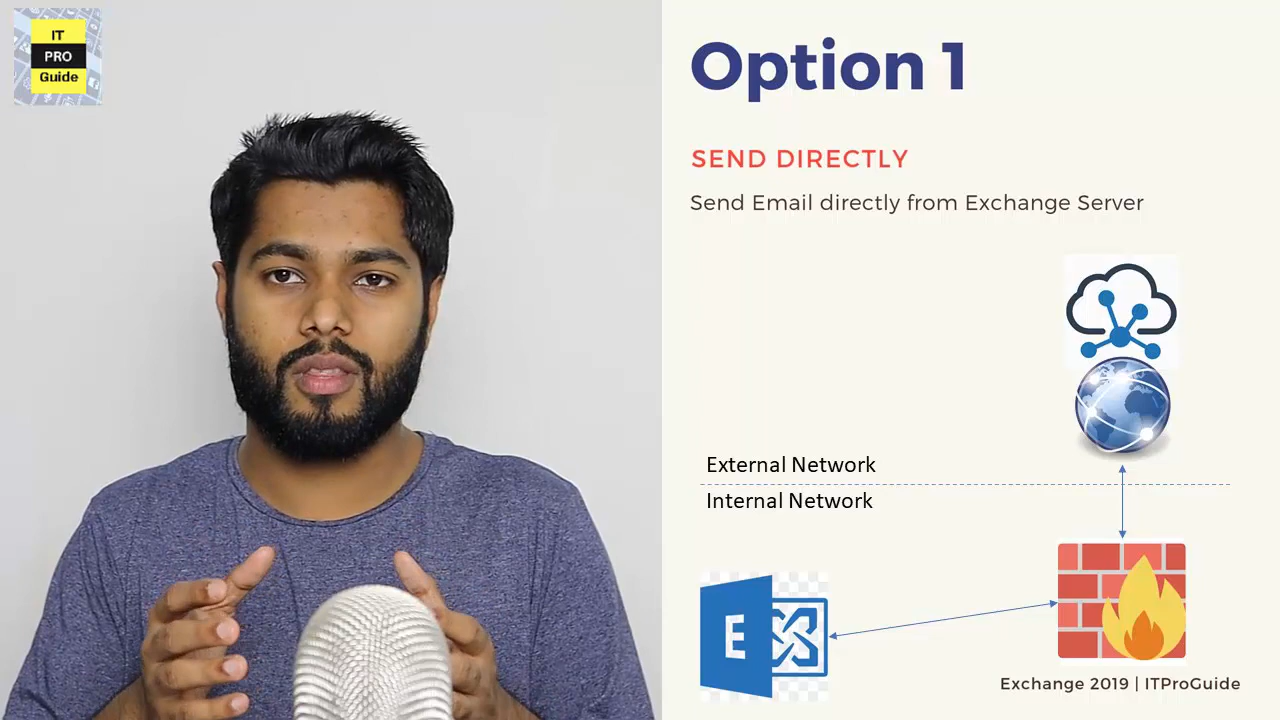 IT
PRO
Guide
Option 1
SEND DIRECTLY
Send Email directly from Exchange Server
External Network
Internal Network
E
Exchange 2019 | ITProGuide